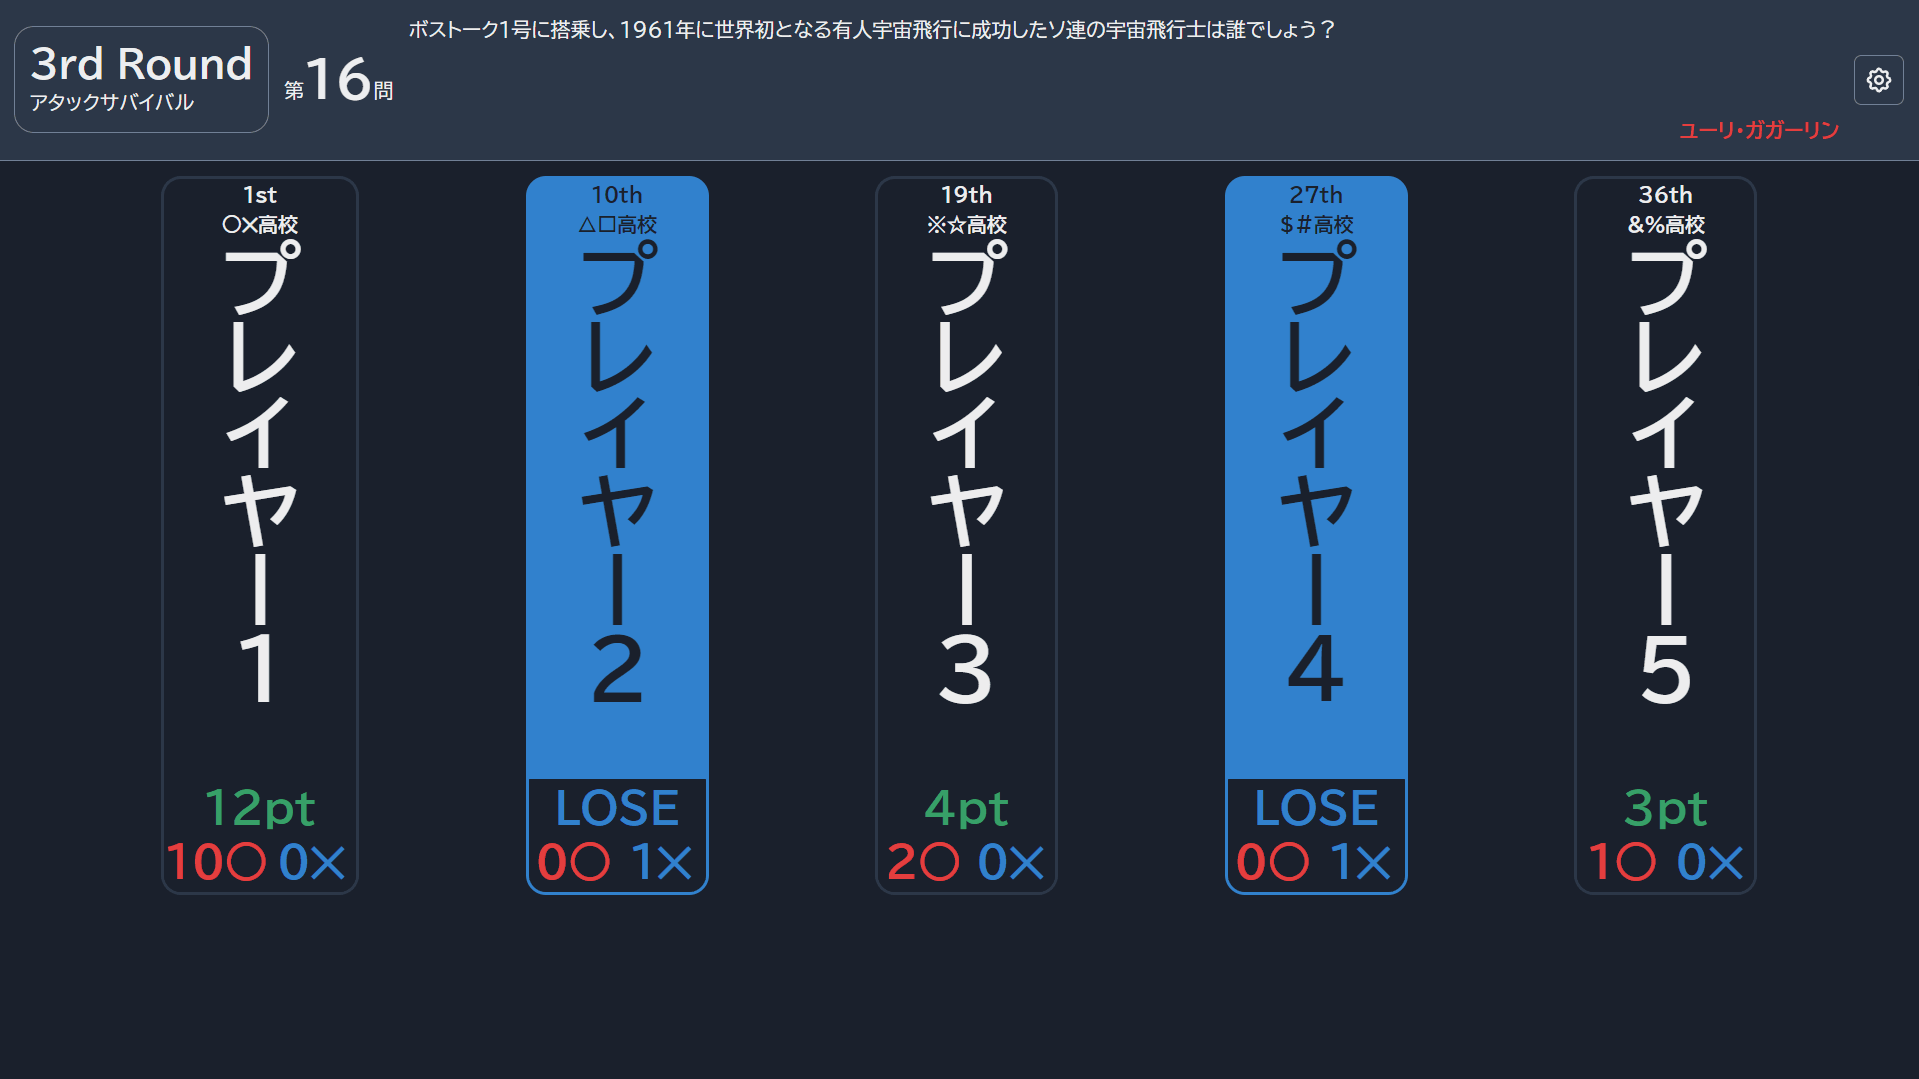 3rd Round
アタックサバイバル
第16問
ボストーク1号に搭乗し、1961年に世界初となる有人宇宙飛行に成功したソ連の宇宙飛行士は誰でしょう？
ユーリ・ガガーリン
1st
〇✕高校
プレイヤー1
12pt
10〇 0✕
10th
△□高校
プレイヤー2
LOSE
0〇 1✕
19th
※☆高校
プレイヤー3
4pt
2〇 0✕
27th
$#高校
プレイヤー4
LOSE
0〇 1✕
36th
&%高校
プレイヤー5
3pt
1〇 0✕